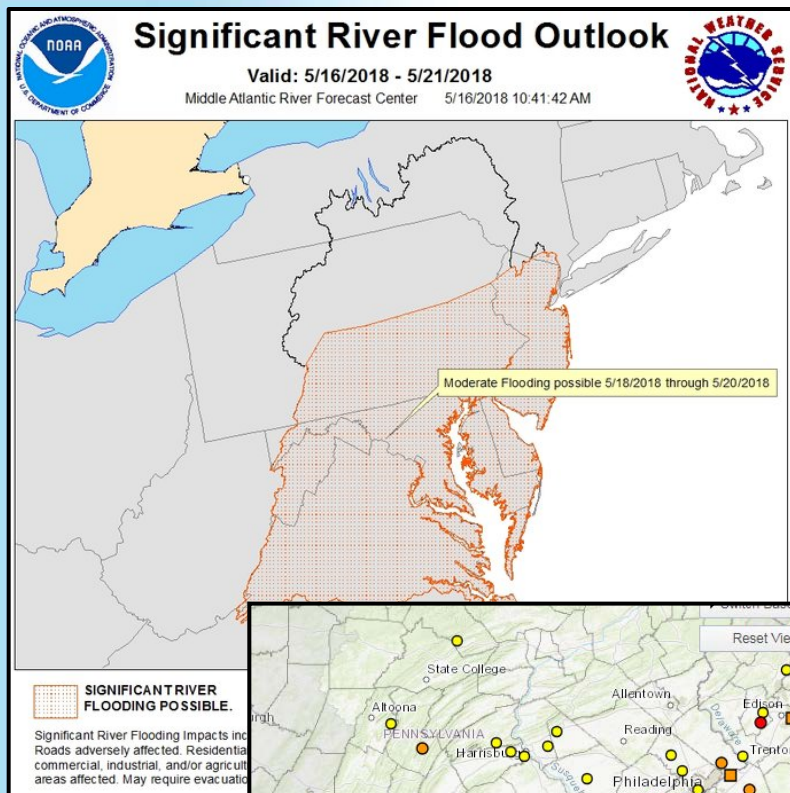 Significant River Flood Outlook
Valid: 5/16/2018 - 5/21/2018
Middle Atlantic River Forecast Center 5/16/2018 10:41:42 AM
NOAA
NATIONAL OCEANIC AND ATMOSPHERIC ADMINISTRATION
U.S. DEPARTMENT OF COMMERCE
NATIONAL WEATHER SERVICE
Moderate Flooding possible 5/18/2018 through 5/20/2018
SIGNIFICANT RIVER
FLOODING POSSIBLE.
Significant River Flooding Impacts inc
Roads adversely affected. Residentia
commercial, industrial, and/or agricult
areas affected. May require evacuatio
Reset Vie
State College
Altoona
Allentown
Edison
PENNSYLVANIA
Reading
Delaware
Harrisburg
Trento
Susque
Philadelphia